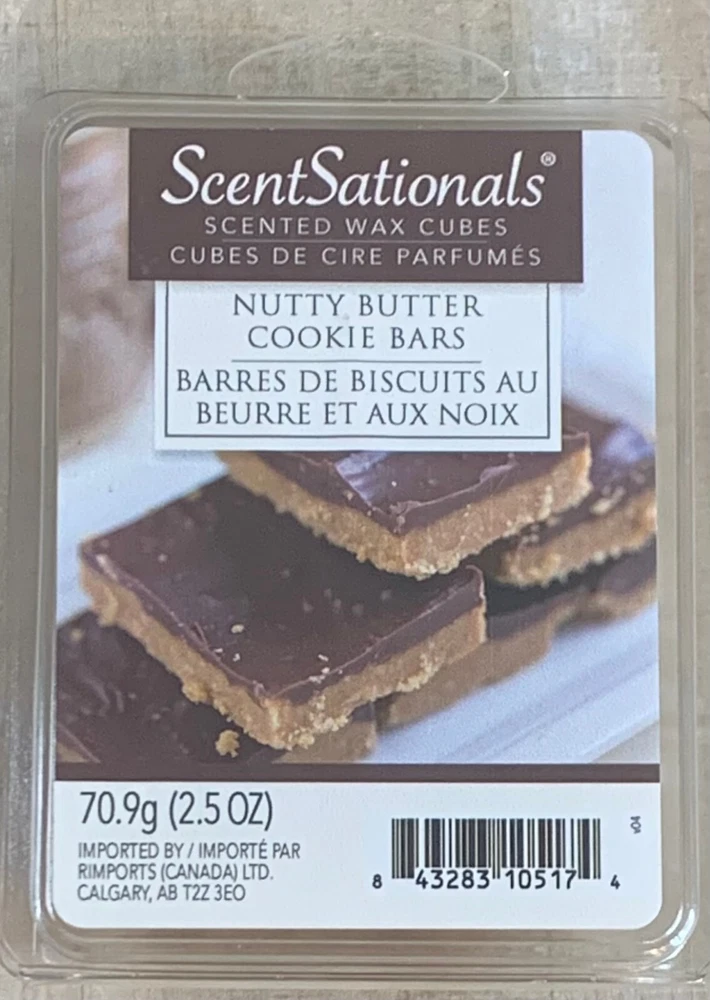 ScentSationals®
SCENTED WAX CUBES
CUBES DE CIRE PARFUMÉS
NUTTY BUTTER
COOKIE BARS
BARRES DE BISCUITS AU
BEURRE ET AUX NOIX
70.9g (2.5 OZ)
IMPORTED BY / IMPORTÉ PAR
RIMPORTS (CANADA) LTD.
CALGARY, AB T2Z 3E0
v04
8 43283 10517 4